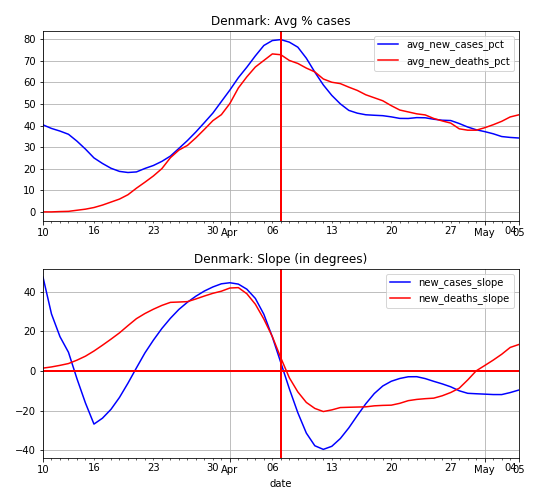 Denmark: Avg % cases
80
70
60
50
40
30
20
10
0
avg_new_cases_pct
avg_new_deaths_pct
10 16 23 30 Apr 06 13 20 27 May 04 05
Denmark: Slope (in degrees)
40
20
0
−20
−40
new_cases_slope
new_deaths_slope
10 16 23 30 Apr 06 13 20 27 May 04 05
date